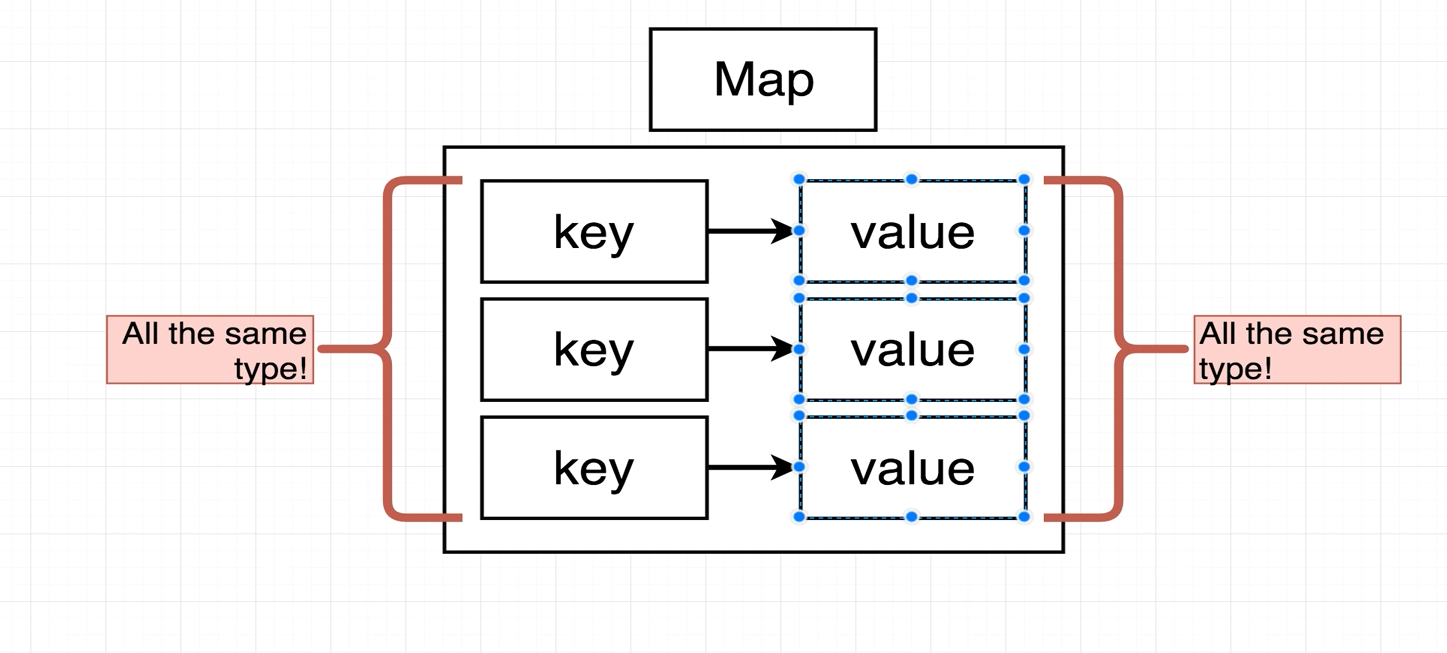 Map
key
value
key
value
key
value
All the same
type!
All the same
type!